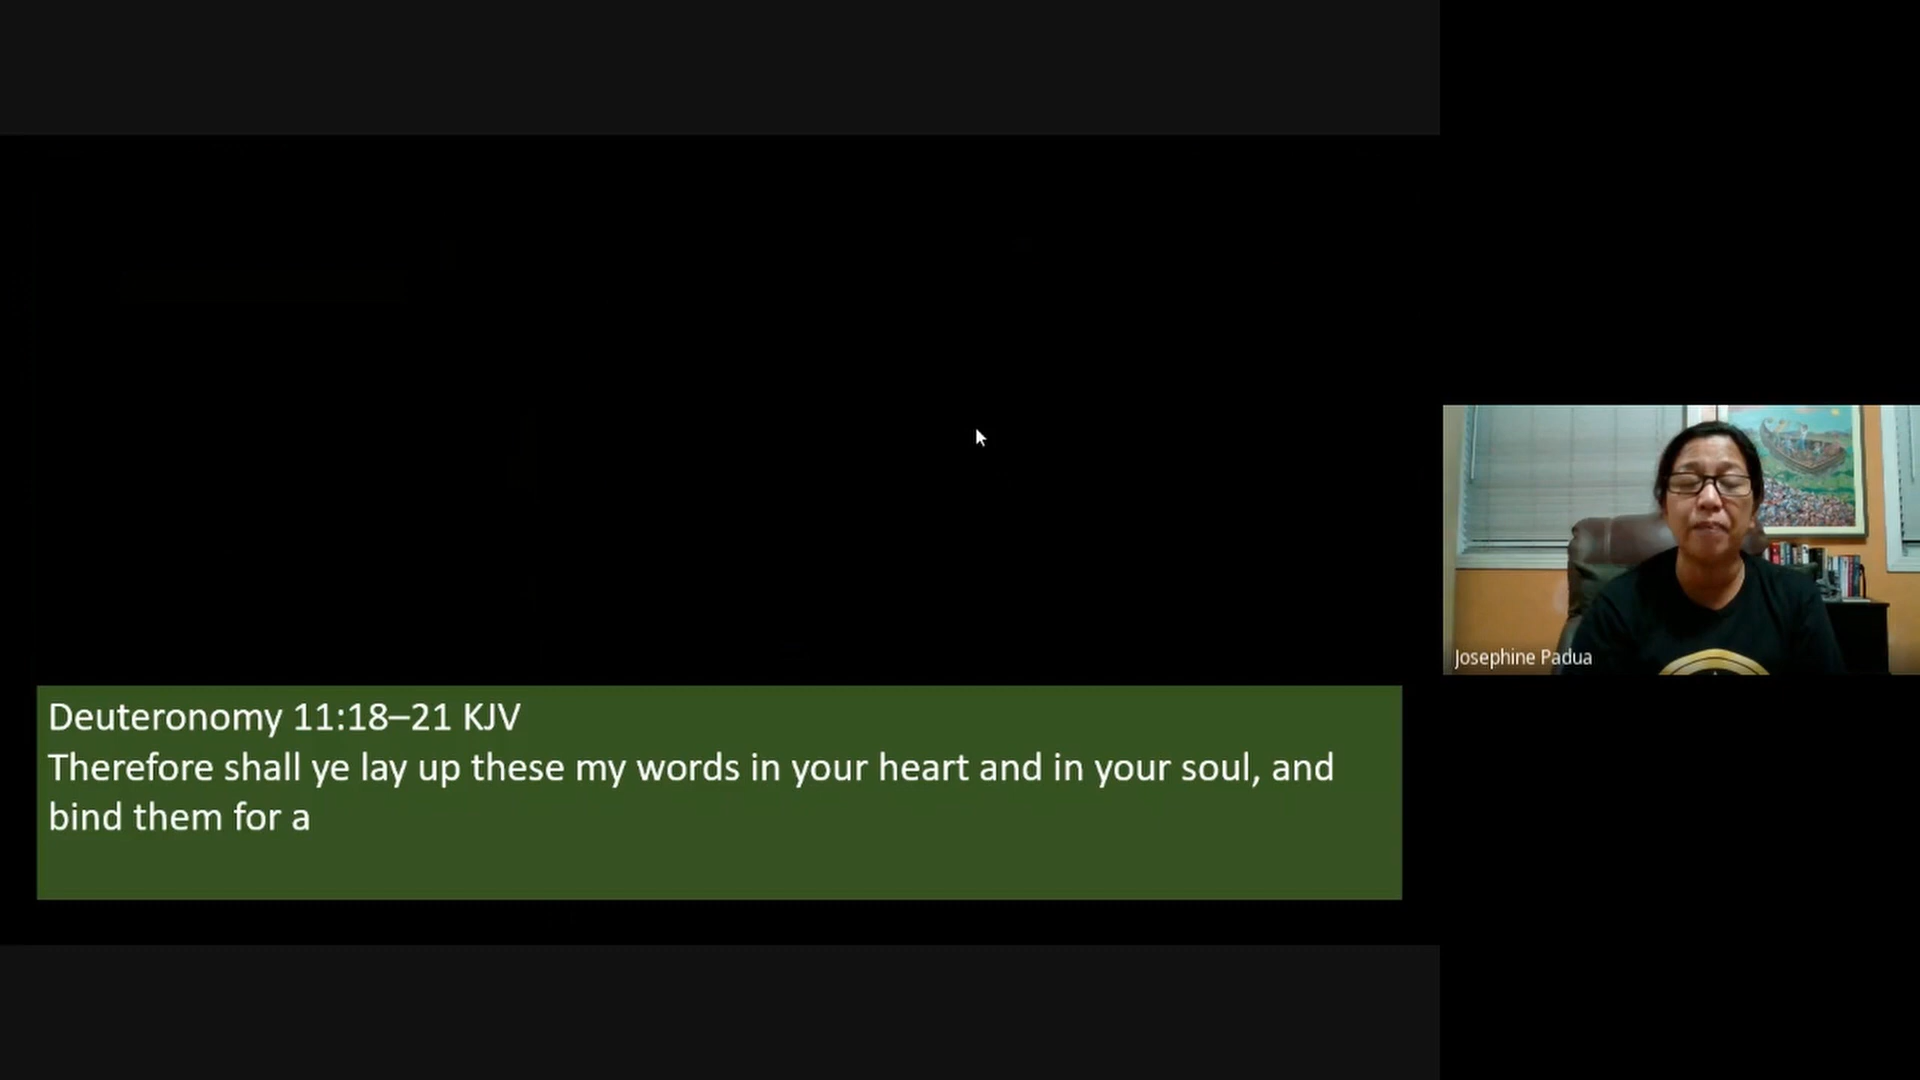 Deuteronomy 11:18–21 KJV
Therefore shall ye lay up these my words in your heart and in your soul, and
bind them for a
Josephine Padua